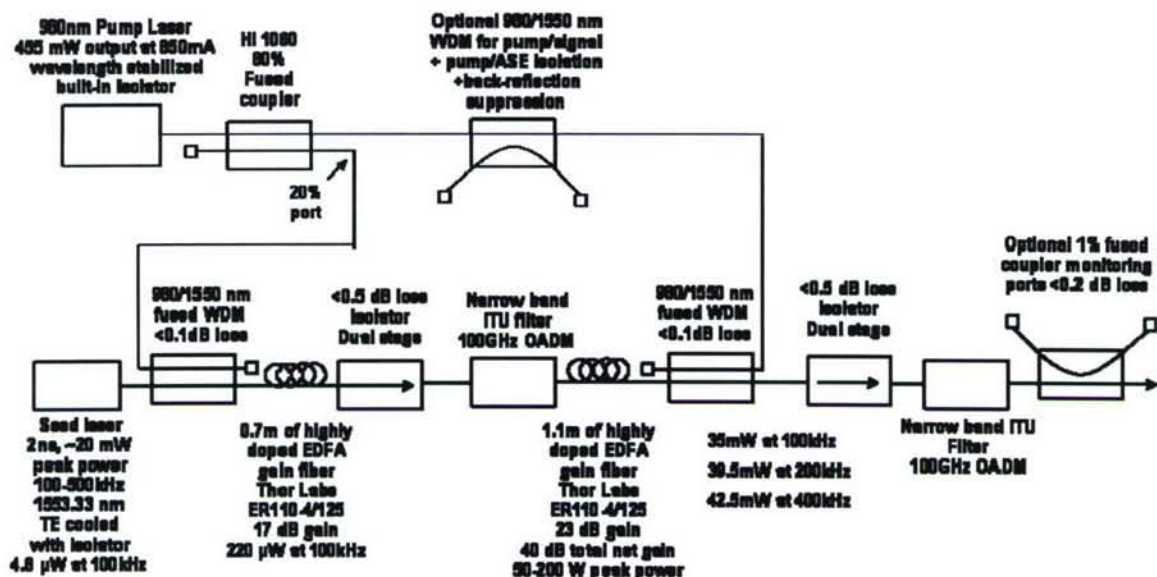 980nm Pump Laser
455 mW output at 850mA
wavelength stabilized
built-in isolator
HI 1060
80%
Fused
coupler
Optional 980/1550 nm
WDM for pump/signal
+ pump/ASE isolation
+back-reflection
suppression
20%
port
Optional 1% fused
coupler monitoring
ports <0.2 dB loss
980/1550 nm
fused WDM
<0.1dB loss
<0.5 dB loss
Isolator
Dual stage
Narrow band
ITU filter
100GHz OADM
980/1550 nm
fused WDM
<0.1dB loss
<0.5 dB loss
Isolator
Dual stage
Seed laser
2ns, ~20 mW
peak power
100-500kHz
1553.33 nm
TE cooled
with isolator
4.8 µW at 100kHz
0.7m of highly
doped EDFA
gain fiber
Thor Labs
ER110-4/125
17 dB gain
220 µW at 100kHz
1.1m of highly
doped EDFA
gain fiber
Thor Labs
ER110-4/125
23 dB gain
40 dB total net gain
50-200 W peak power
35mW at 100kHz
39.5mW at 200kHz
42.5mW at 400kHz
Narrow band ITU
Filter
100GHz OADM